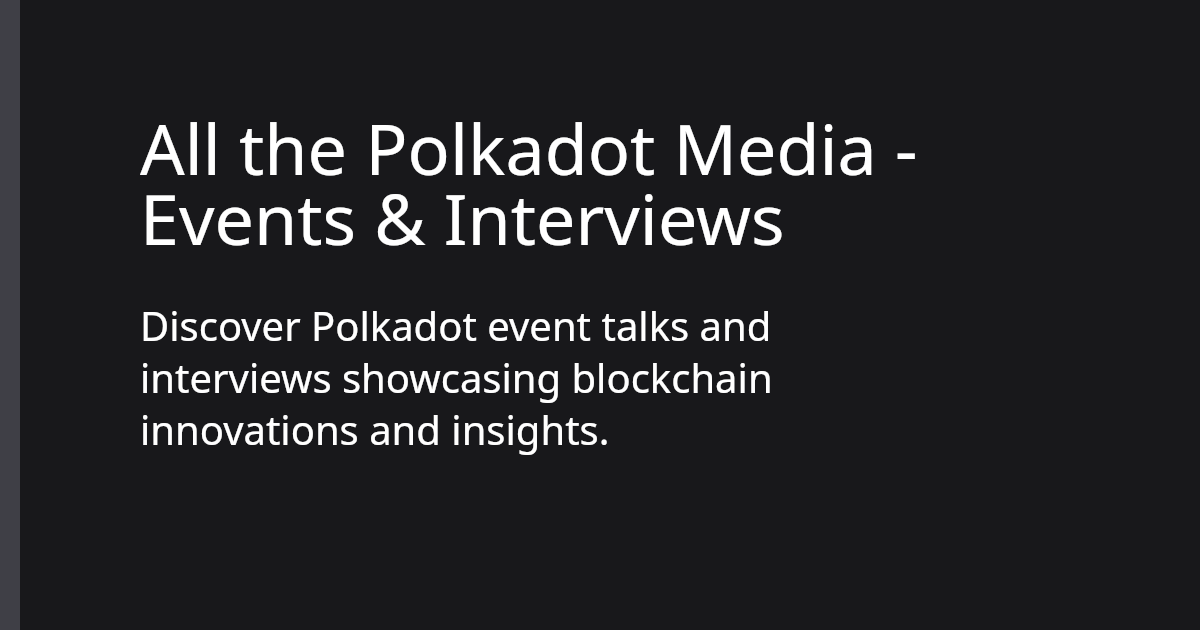 All the Polkadot Media -
Events & Interviews
Discover Polkadot event talks and
interviews showcasing blockchain
innovations and insights.